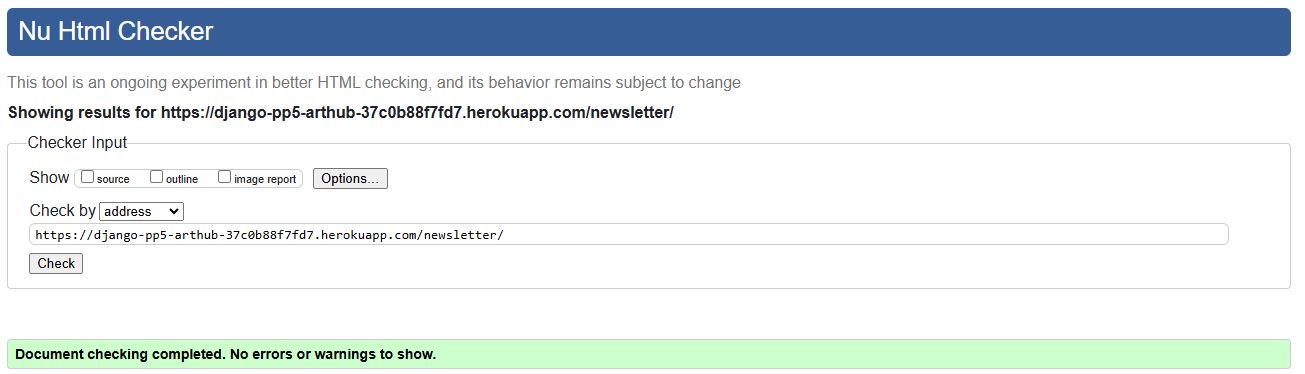 Nu Html Checker
This tool is an ongoing experiment in better HTML checking, and its behavior remains subject to change
Showing results for https://django-pp5-arthub-37c0b88f7fd7.herokuapp.com/newsletter/
Checker Input
Show source outline image report Options...
Check by address
https://django-pp5-arthub-37c0b88f7fd7.herokuapp.com/newsletter/
Check
Document checking completed. No errors or warnings to show.